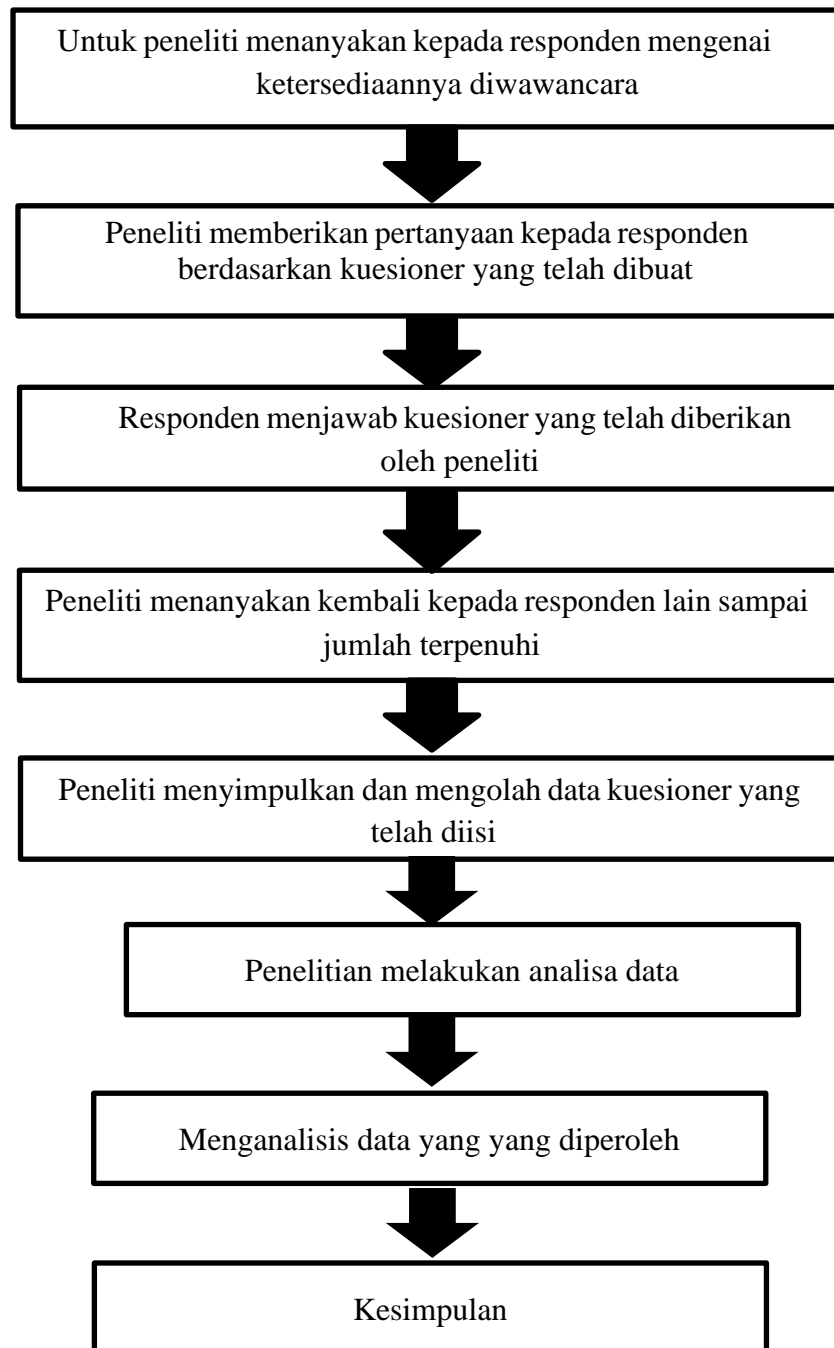 Untuk peneliti menanyakan kepada responden mengenai
ketersediaannya diwawancara
Peneliti memberikan pertanyaan kepada responden
berdasarkan kuesioner yang telah dibuat
Responden menjawab kuesioner yang telah diberikan
oleh peneliti
Peneliti menanyakan kembali kepada responden lain sampai
jumlah terpenuhi
Peneliti menyimpulkan dan mengolah data kuesioner yang
telah diisi
Penelitian melakukan analisa data
Menganalisis data yang yang diperoleh
Kesimpulan